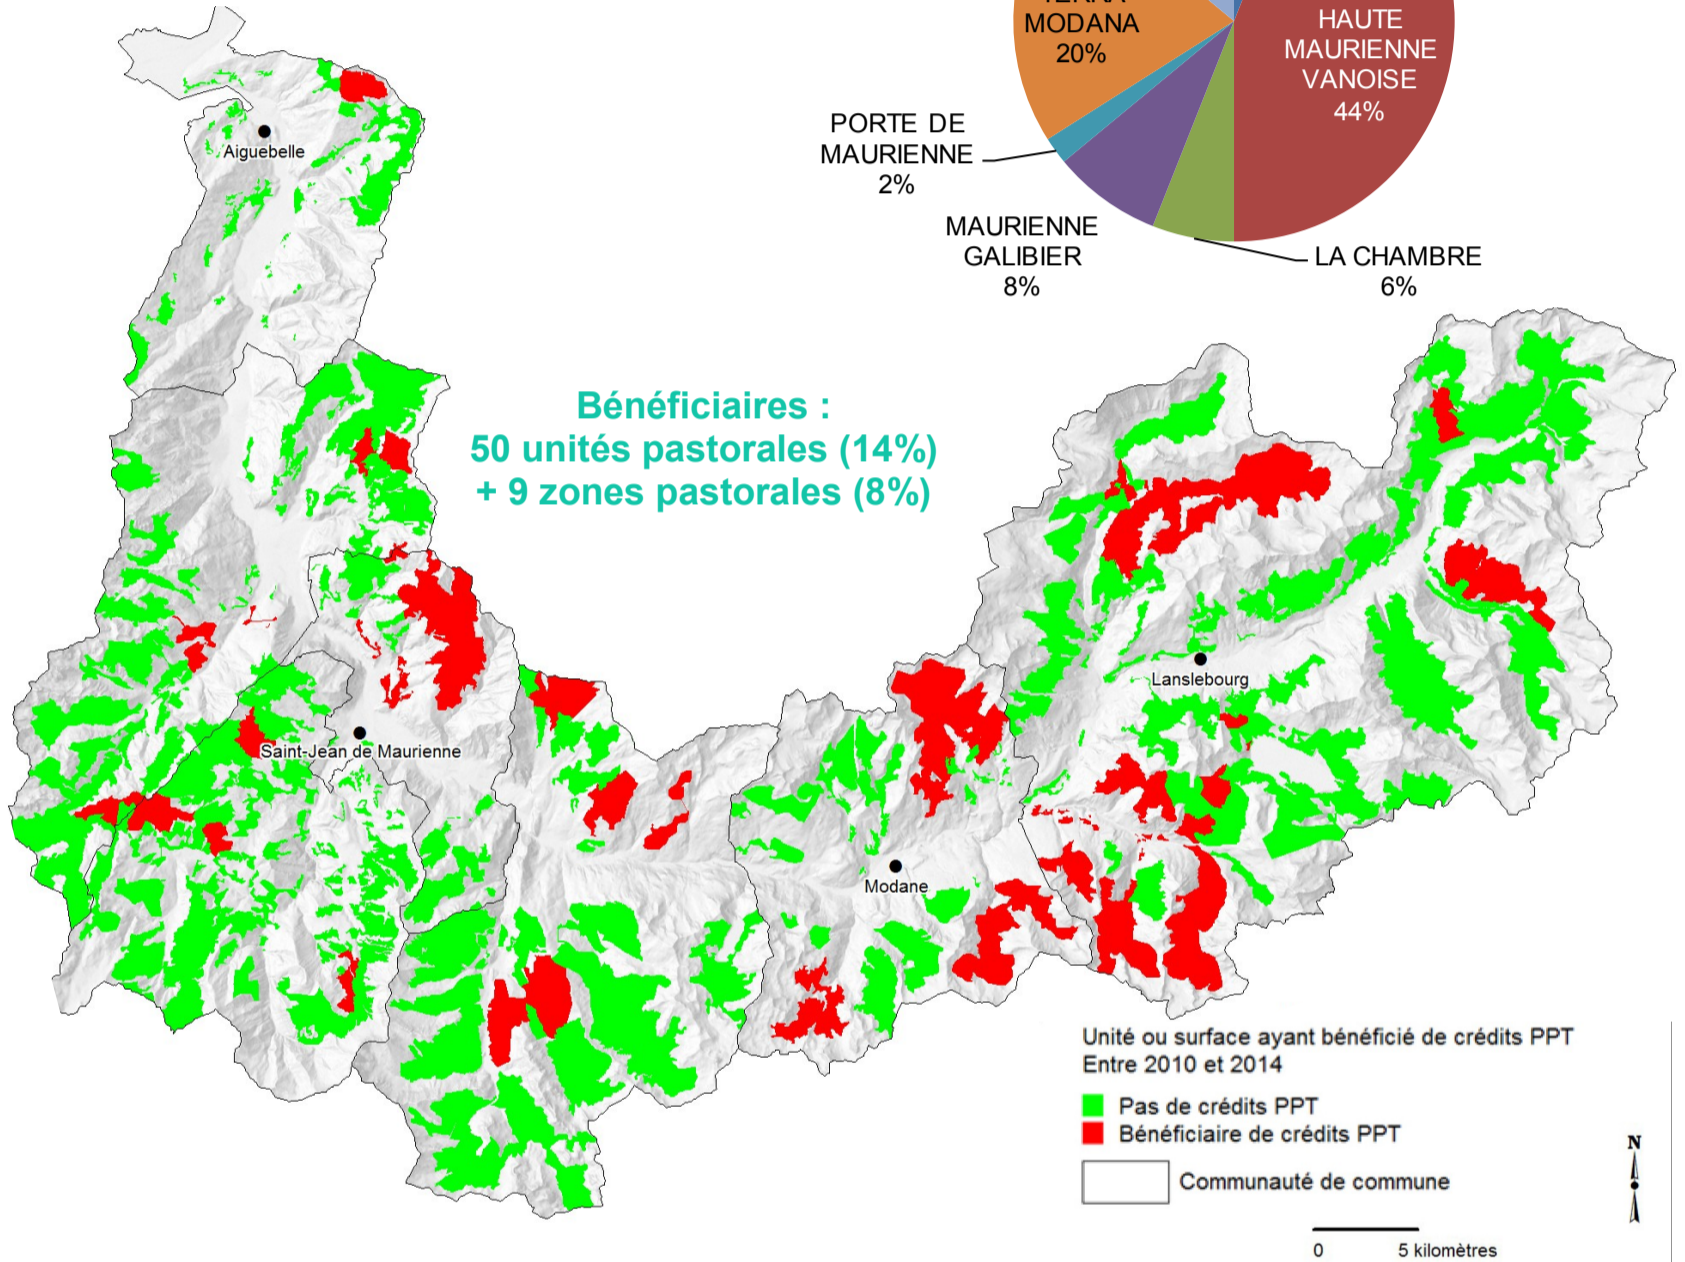 MODANA
20%
HAUTE
MAURIENNE
VANOISE
44%
PORTE DE
MAURIENNE
2%
MAURIENNE
GALIBIER
8%
LA CHAMBRE
6%
Aiguebelle
Bénéficiaires :
50 unités pastorales (14%)
+ 9 zones pastorales (8%)
Lanslebourg
Saint-Jean de Maurienne
Modane
Unité ou surface ayant bénéficié de crédits PPT
Entre 2010 et 2014
Pas de crédits PPT
Bénéficiaire de crédits PPT
Communauté de commune
N
0 5 kilomètres